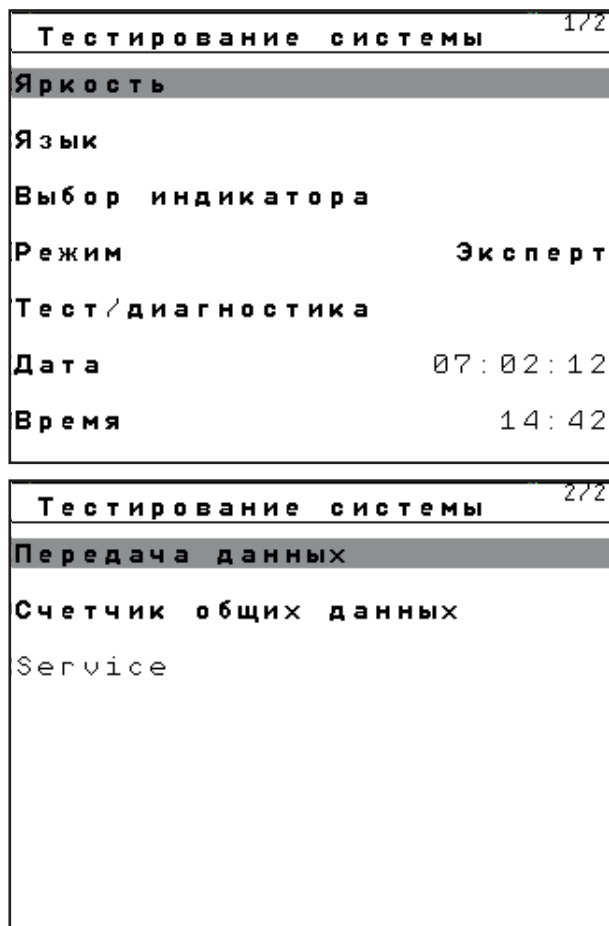 Тестирование системы 1/2
Яркость
Язык
Выбор индикатора
Режим Эксперт
Тест/диагностика
Дата 07:02:12
Время 14:42
Тестирование системы 2/2
Передача данных
Счетчик общих данных
Service